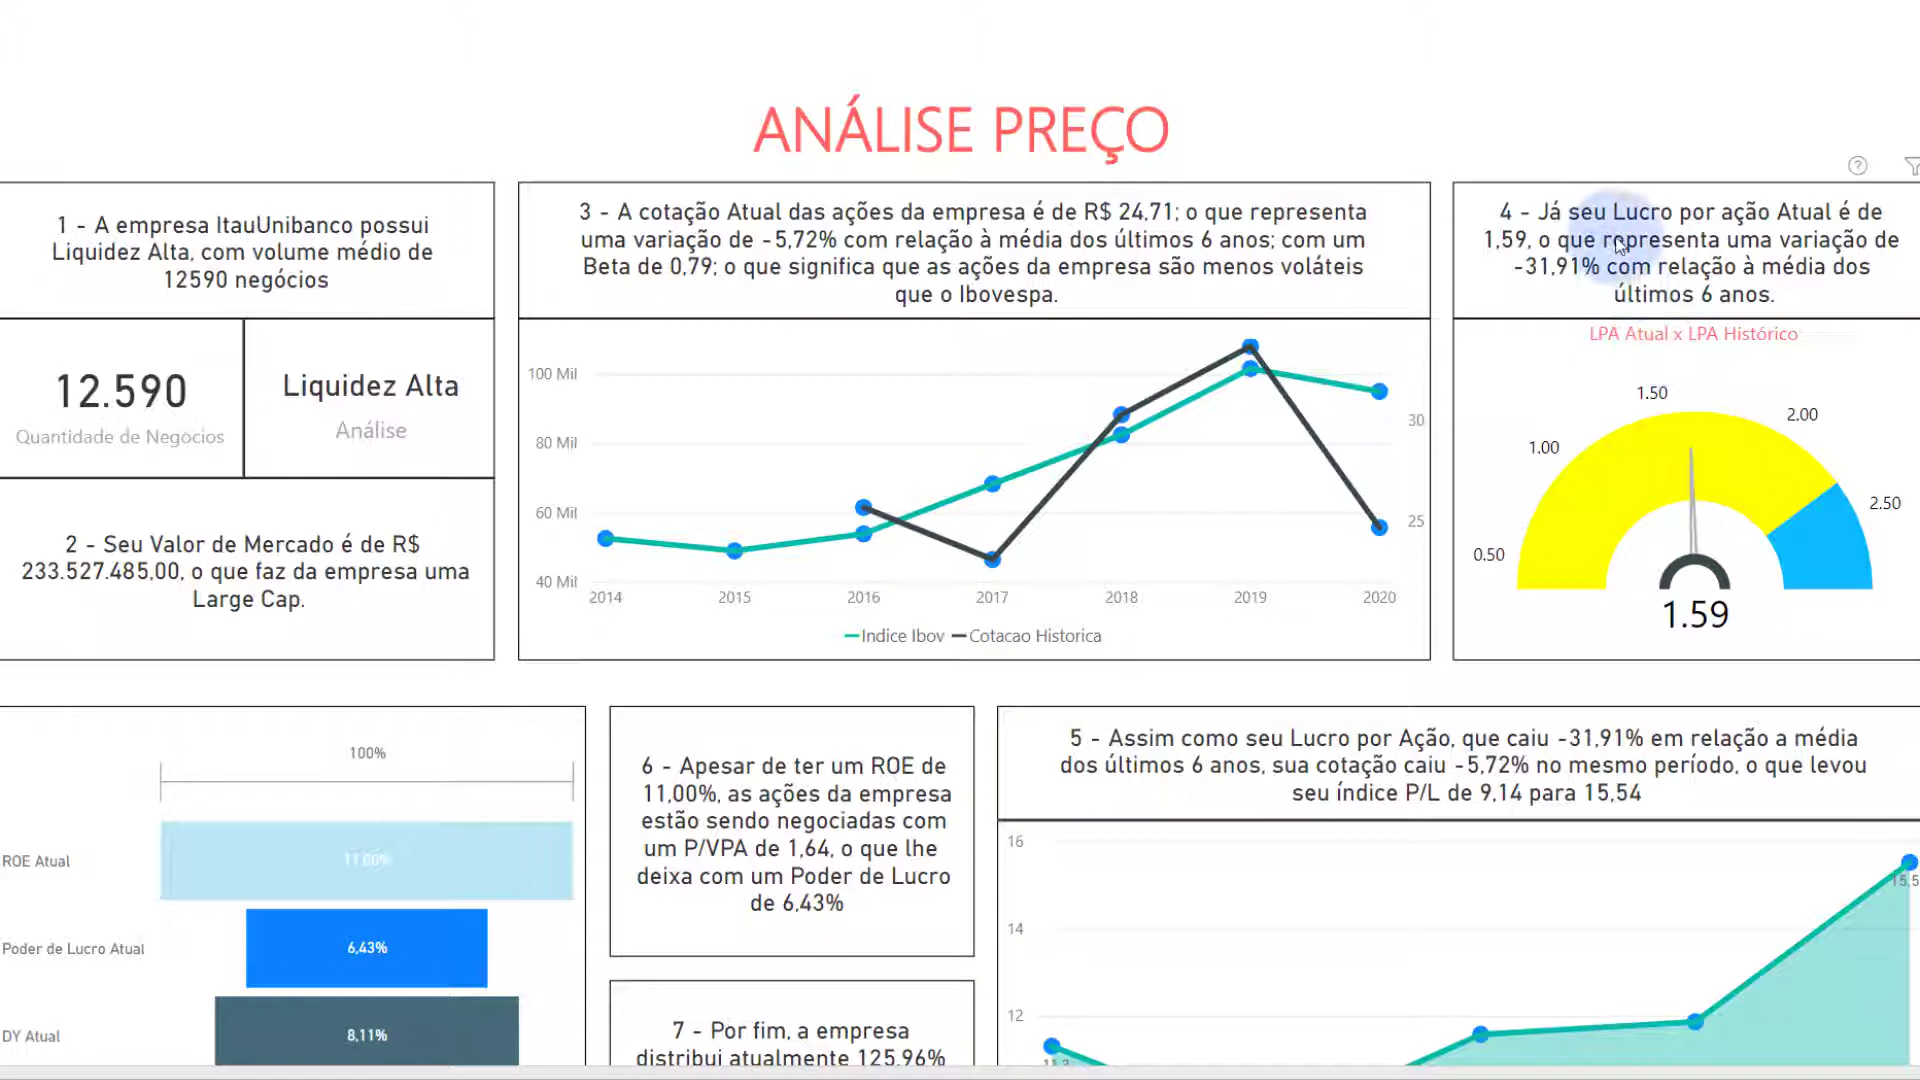 ANÁLISE PREÇO
1 - A empresa ItauUnibanco possui
Liquidez Alta, com volume médio de
12590 negócios
12.590
Quantidade de Negócios
Liquidez Alta
Análise
2 - Seu Valor de Mercado é de R$
233.527.485,00, o que faz da empresa uma
Large Cap.
3 - A cotação Atual das ações da empresa é de R$ 24,71; o que representa
uma variação de -5,72% com relação à média dos últimos 6 anos; com um
Beta de 0,79; o que significa que as ações da empresa são menos voláteis
que o Ibovespa.
100 Mil
80 Mil
60 Mil
40 Mil
30
25
2014 2015 2016 2017 2018 2019 2020
Indice Ibov Cotacao Historica
4 - Já seu Lucro por ação Atual é de
1,59, o que representa uma variação de
-31,91% com relação à média dos
últimos 6 anos.
LPA Atual x LPA Histórico
0.50
1.00
1.50
2.00
2.50
1.59
100%
ROE Atual
11,00%
Poder de Lucro Atual
6,43%
DY Atual
8,11%
6 - Apesar de ter um ROE de
11,00%, as ações da empresa
estão sendo negociadas com
um P/VPA de 1,64, o que lhe
deixa com um Poder de Lucro
de 6,43%
7 - Por fim, a empresa
distribui atualmente 125,96%
5 - Assim como seu Lucro por Ação, que caiu -31,91% em relação a média
dos últimos 6 anos, sua cotação caiu -5,72% no mesmo período, o que levou
seu índice P/L de 9,14 para 15,54
16
14
12
15,5